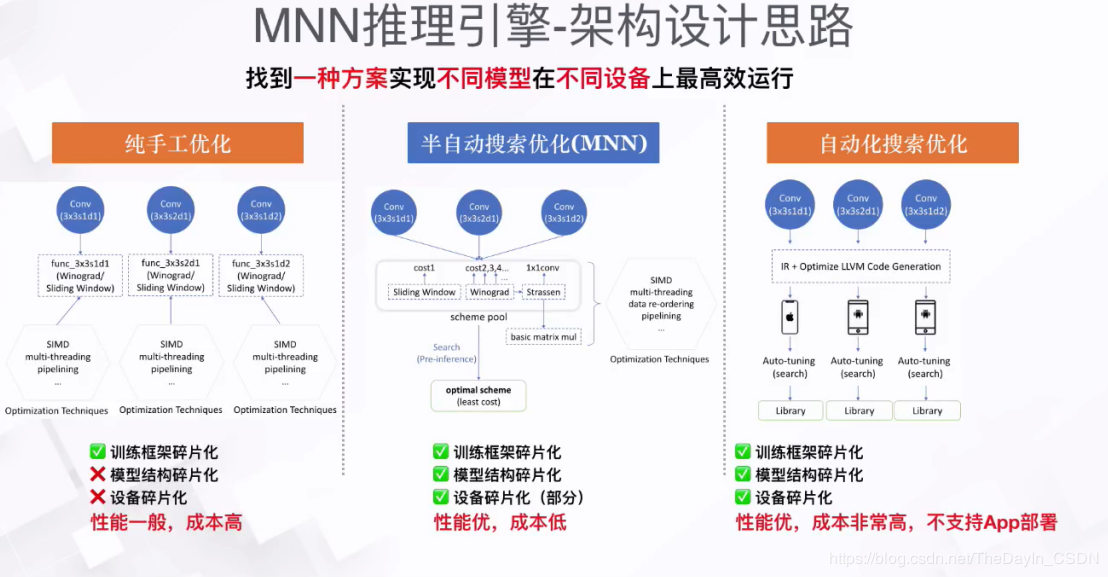 MNN推理引擎-架构设计思路
找到一种方案实现不同模型在不同设备上最高效运行
纯手工优化
Conv
(3x3s1d1)
Conv
(3x3s2d1)
Conv
(3x3s1d2)
func_3x3s1d1
(Winograd/
Sliding Window)
func_3x3s2d1
(Winograd/
Sliding Window)
func_3x3s1d2
(Winograd/
Sliding Window)
SIMD
multi-threading
pipelining
...
SIMD
multi-threading
pipelining
...
SIMD
multi-threading
pipelining
...
Optimization Techniques
Optimization Techniques
Optimization Techniques
✅ 训练框架碎片化
❌ 模型结构碎片化
❌ 设备碎片化
性能一般，成本高
半自动搜索优化(MNN)
Conv
(3x3s1d1)
Conv
(3x3s2d1)
Conv
(3x3s1d2)
cost1
cost2,3,4...
1x1conv
...
Sliding Window
Winograd
Strassen
scheme pool
basic matrix mul
Search
(Pre-inference)
optimal scheme
(least cost)
SIMD
multi-threading
data re-ordering
pipelining
...
Optimization Techniques
✅ 训练框架碎片化
✅ 模型结构碎片化
✅ 设备碎片化（部分）
性能优，成本低
自动化搜索优化
Conv
(3x3s1d1)
Conv
(3x3s2d1)
Conv
(3x3s1d2)
IR + Optimize LLVM Code Generation
Auto-tuning
(search)
Auto-tuning
(search)
Auto-tuning
(search)
Library
Library
Library
✅ 训练框架碎片化
✅ 模型结构碎片化
✅ 设备碎片化
性能优，成本非常高，不支持App部署
https://blog.csdn.net/TheDayIn_CSDN